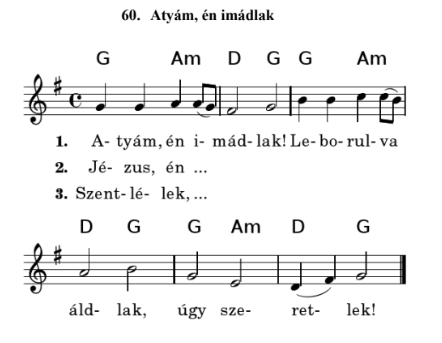 60. Atyám, én imádlak
G Am D G G Am
1. A- tyám, én i- mád- lak! Le- bo- rul- va
2. Jé- zus, én ...
3. Szent- lé- lek, ...
D G G Am D G
áld- lak, úgy sze- ret- lek!